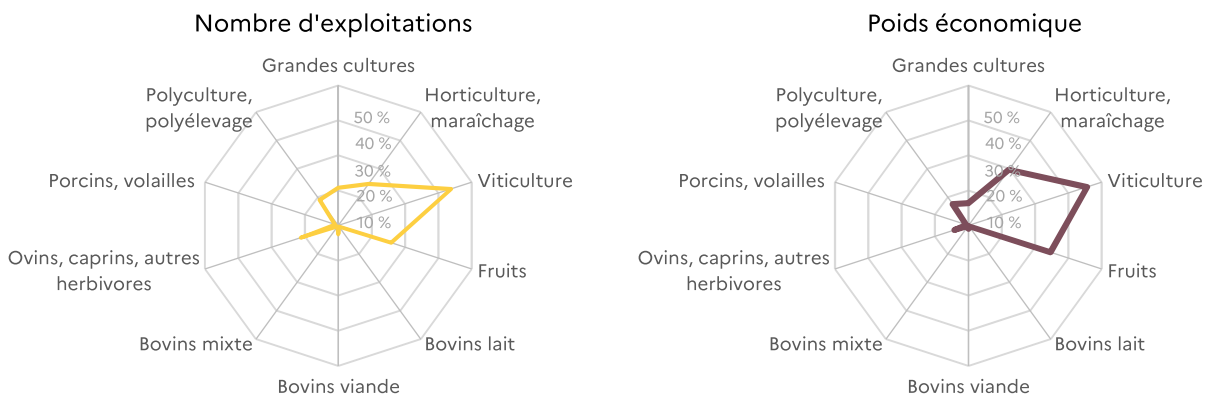 Nombre d'exploitations
Grandes cultures
Polyculture,
polyélevage
Horticulture,
maraîchage
50 %
40 %
30 %
20 %
10 %
Porcins, volailles
Viticulture
Ovins, caprins, autres
herbivores
Fruits
Bovins mixte
Bovins lait
Bovins viande
Poids économique
Grandes cultures
Polyculture,
polyélevage
Horticulture,
maraîchage
50 %
40 %
30 %
20 %
10 %
Porcins, volailles
Viticulture
Ovins, caprins, autres
herbivores
Fruits
Bovins mixte
Bovins lait
Bovins viande